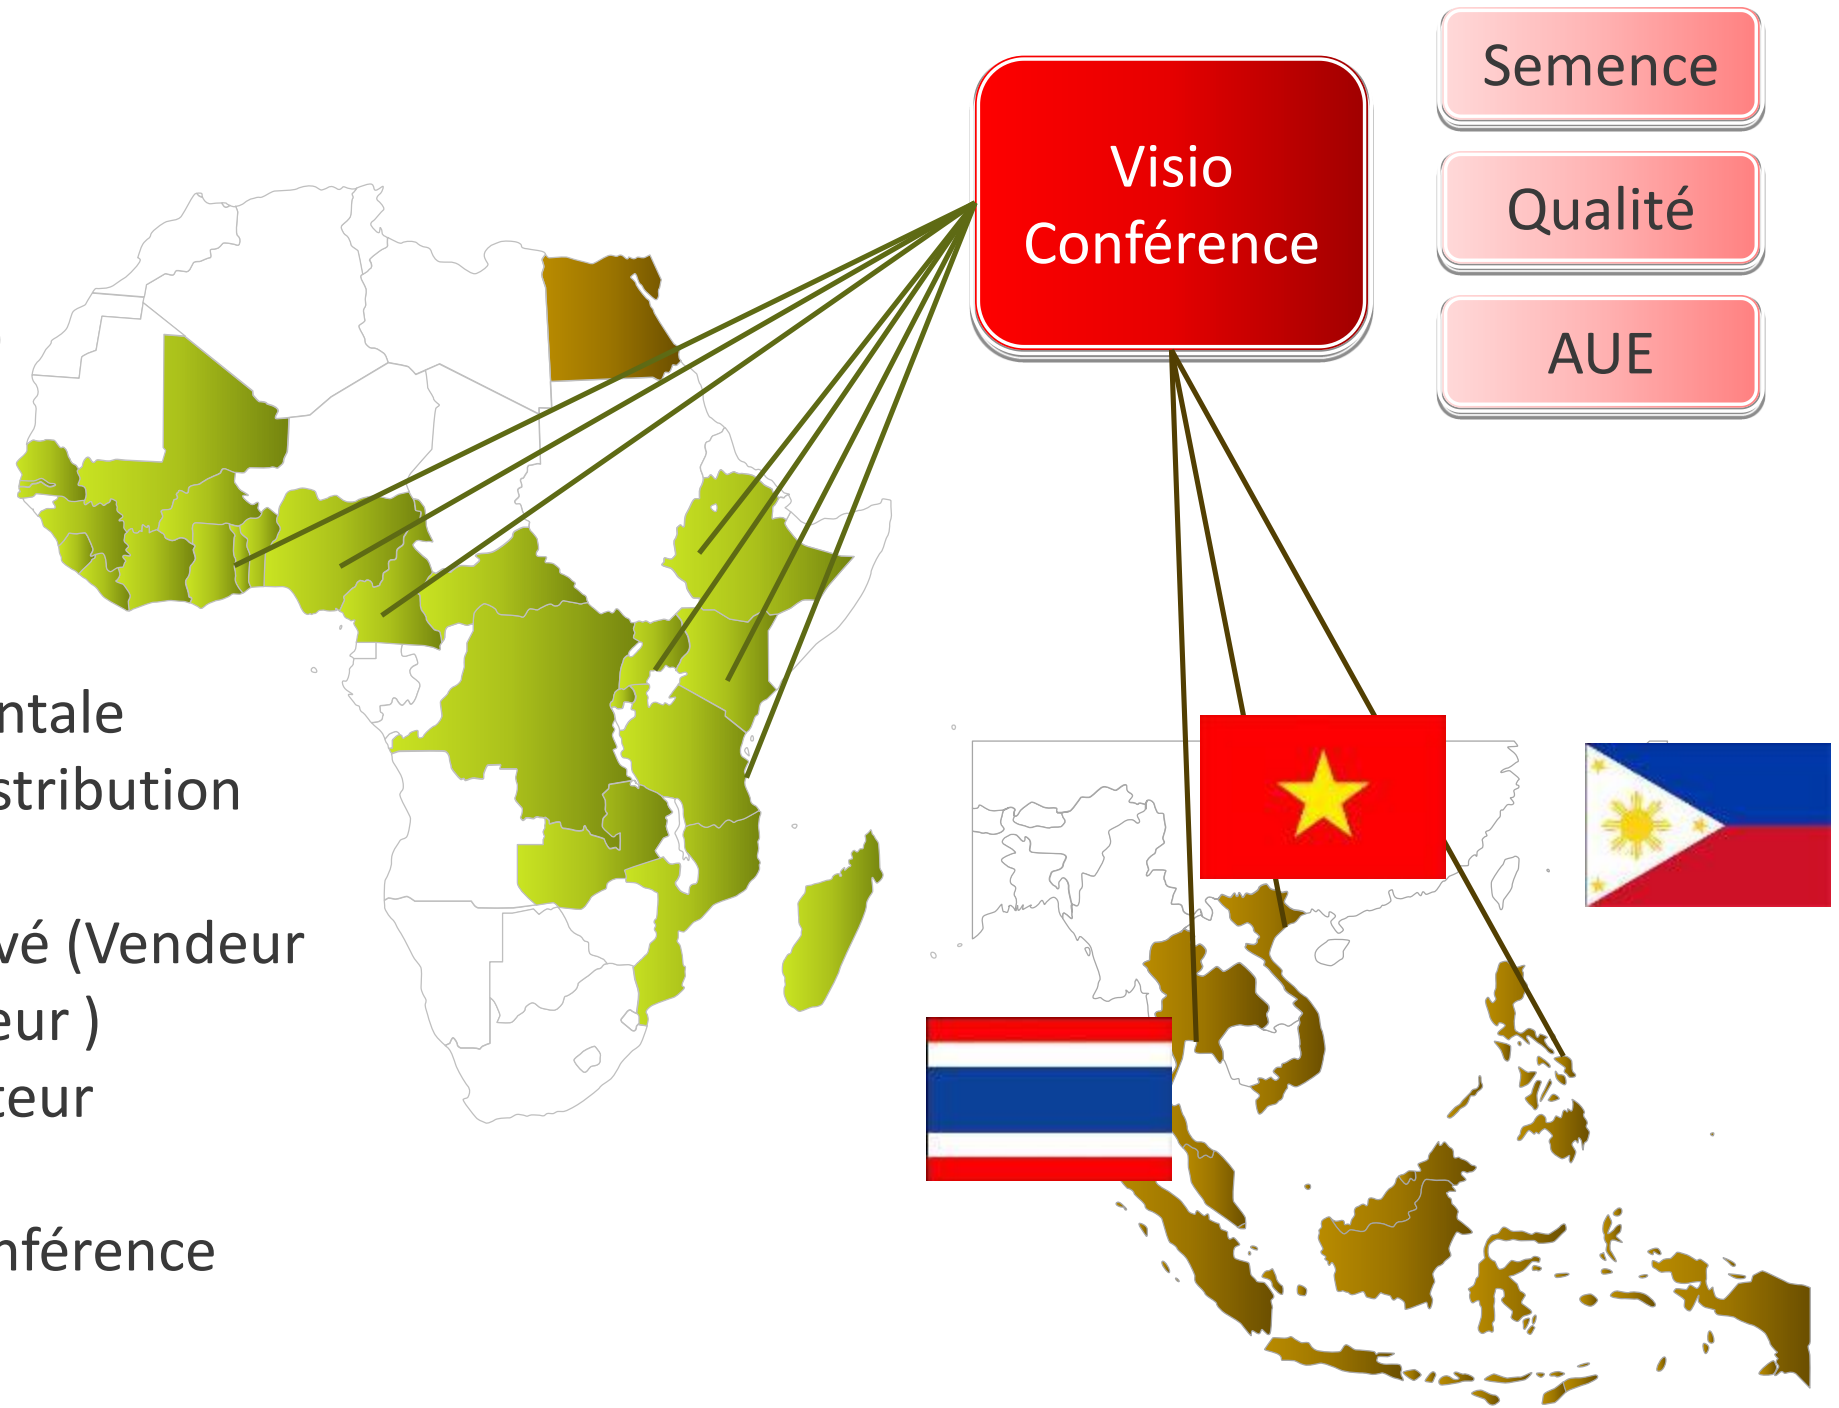 Visio
Conférence
Semence
Qualité
AUE
ntale
stribution
vé (Vendeur
eur )
teur
nférence